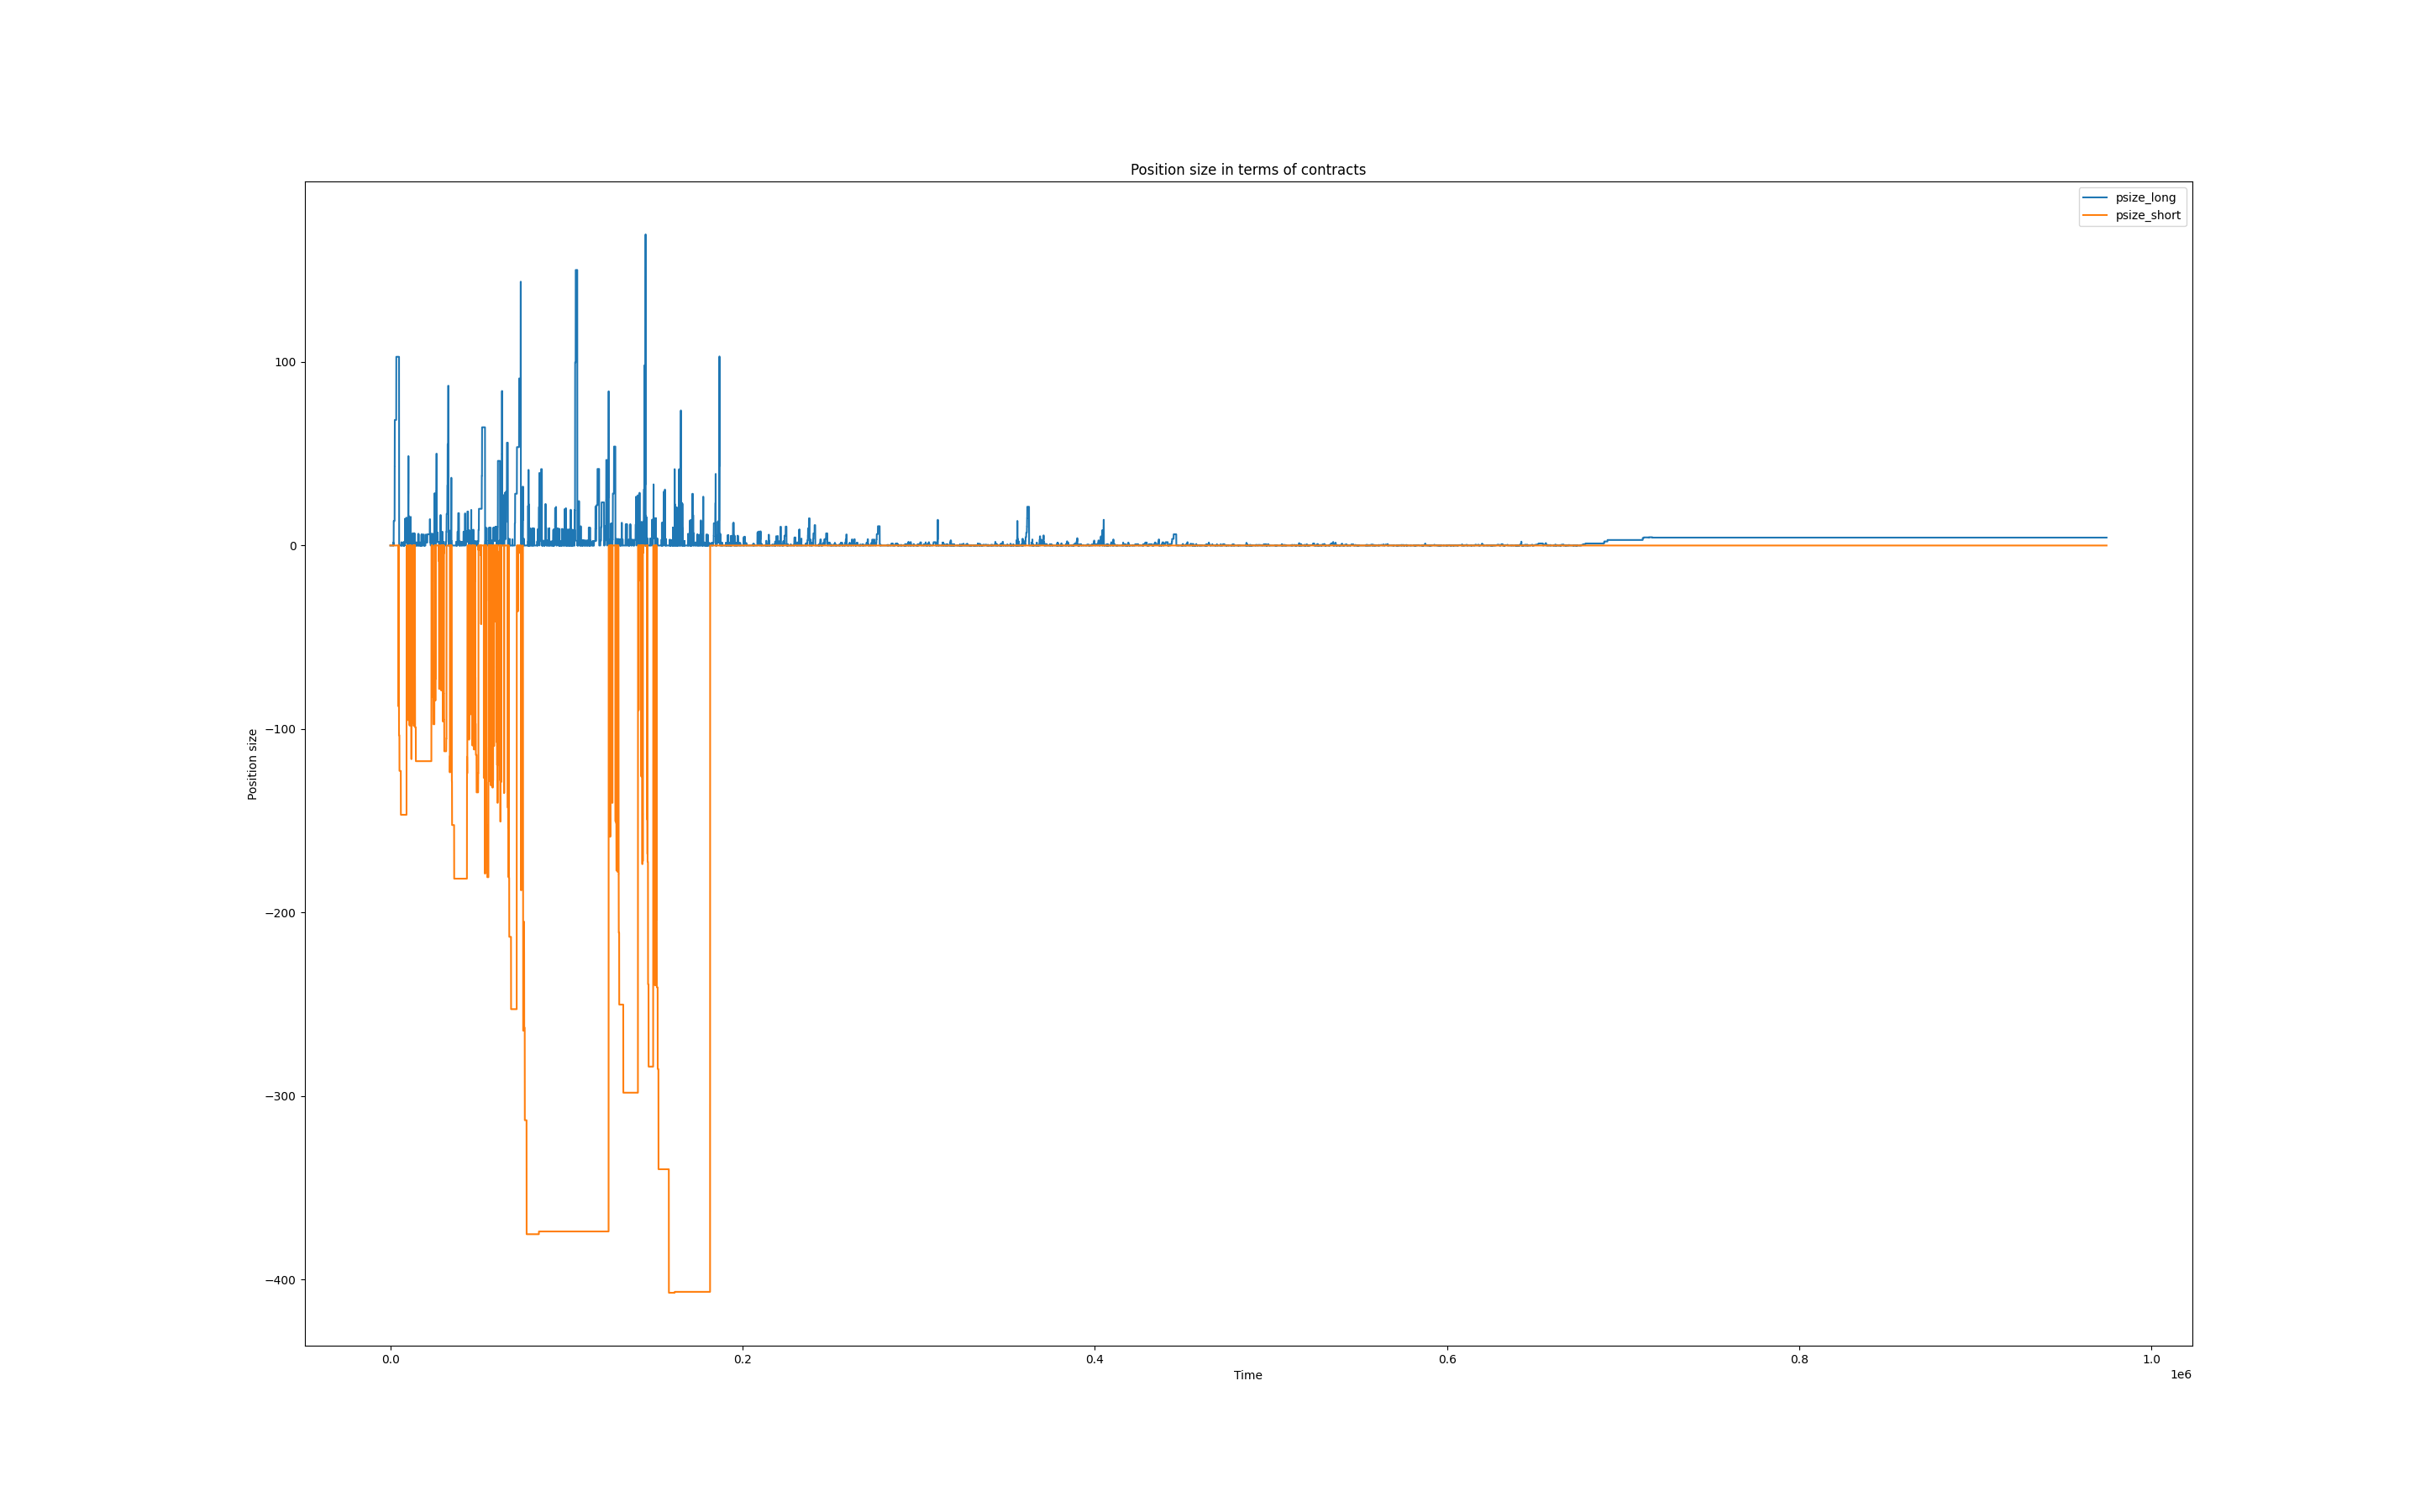 Position size in terms of contracts
psize_long
psize_short
100
0
−100
−200
−300
−400
Position size
0.0
0.2
0.4
0.6
0.8
1.0
1e6
Time